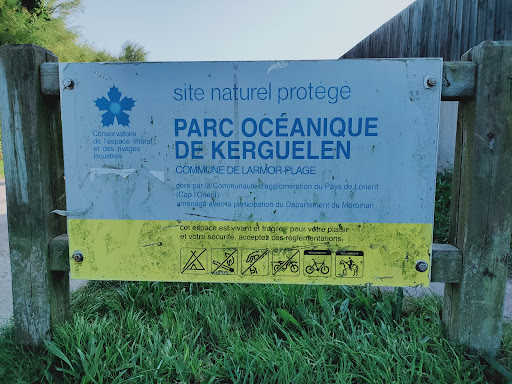 site naturel protégé
Conservatoire
de l'espace littoral
et des rivages
lacustres
PARC OCÉANIQUE
DE KERGUELEN
COMMUNE DE LARMOR-PLAGE
géré par la Communauté d'agglomération du Pays de Lorient
(Cap l'Orient)
aménagé avec la participation du Département du Morbihan
cet espace est vivant et fragile, pour votre plaisir
et votre sécurité, acceptez ces réglementations.